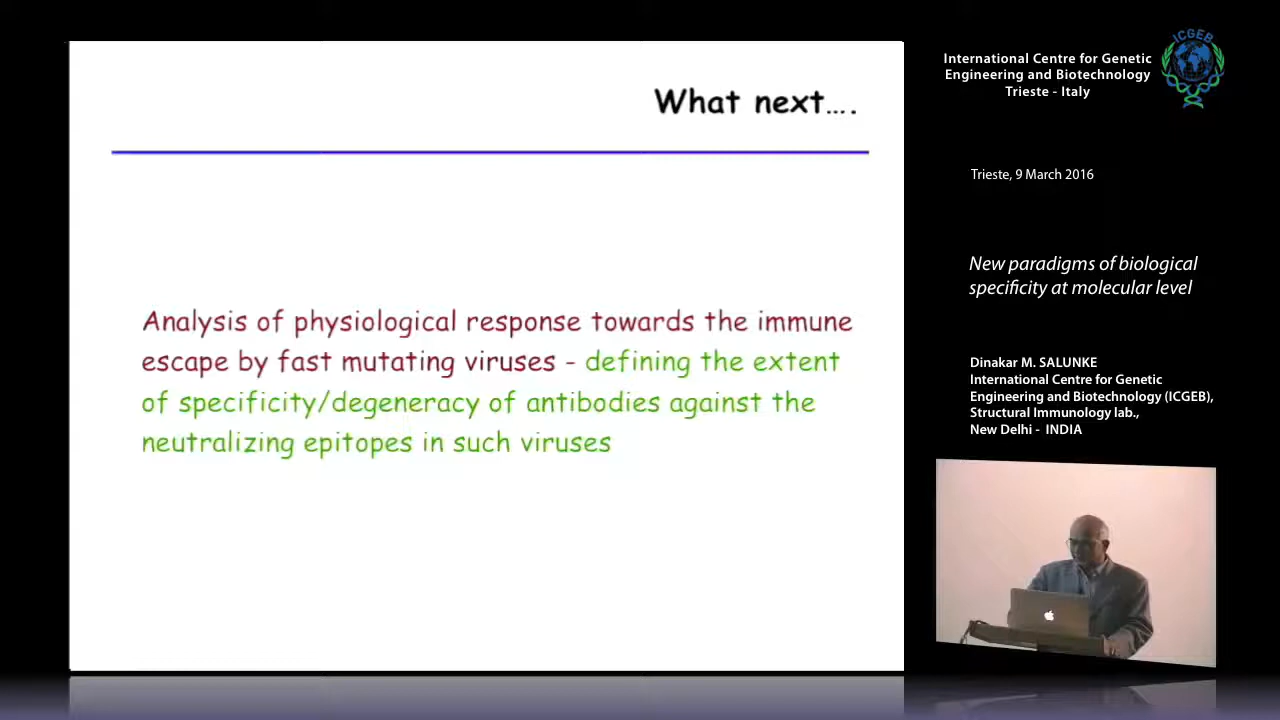 What next....
Analysis of physiological response towards the immune
escape by fast mutating viruses - defining the extent
of specificity/degeneracy of antibodies against the
neutralizing epitopes in such viruses
International Centre for Genetic
Engineering and Biotechnology
Trieste - Italy
ICGEB
Trieste, 9 March 2016
New paradigms of biological
specificity at molecular level
Dinakar M. SALUNKE
International Centre for Genetic
Engineering and Biotechnology (ICGEB),
Structural Immunology lab.,
New Delhi - INDIA